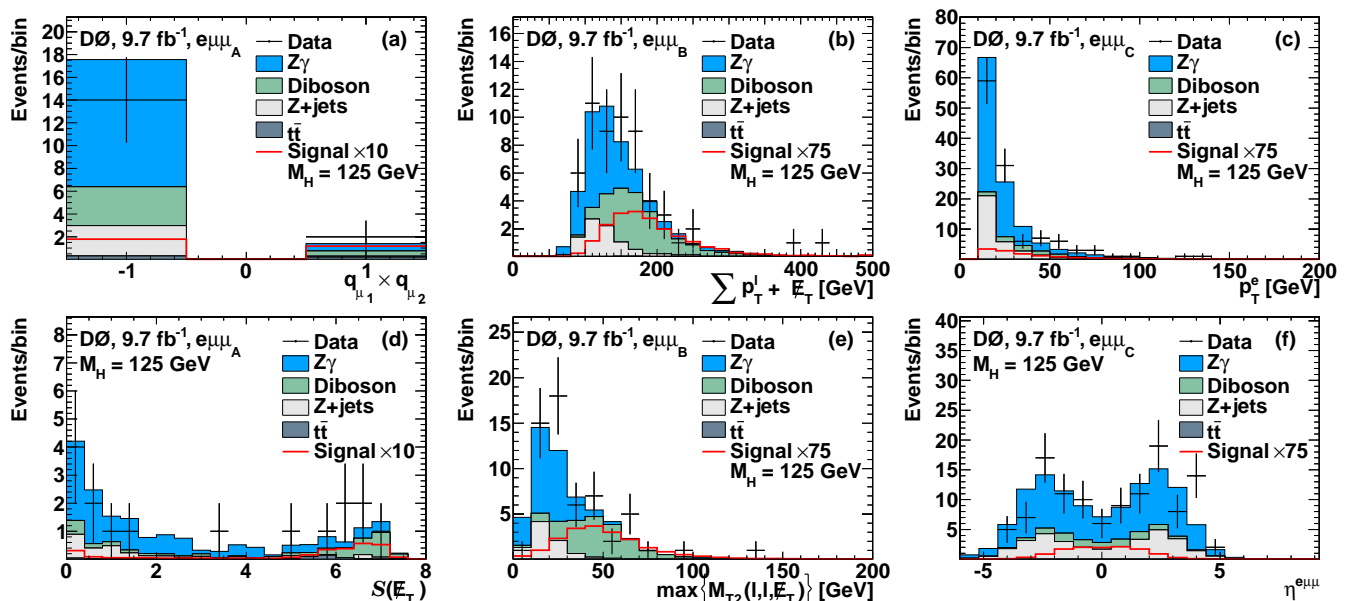 Events/bin
18
16
14
12
10
8
6
4
2
DØ, 9.7 fb⁻¹, eμμ_A
(a)
Data
Zγ
Diboson
Z+jets
tt̄
Signal ×10
M_H = 125 GeV
-1 0 1
q_μ₁ × q_μ₂
Events/bin
16
14
12
10
8
6
4
2
0
DØ, 9.7 fb⁻¹, eμμ_B
(b)
Data
Zγ
Diboson
Z+jets
tt̄
Signal ×75
M_H = 125 GeV
0 200 400 500
∑ p_T^l + E̸_T [GeV]
Events/bin
80
70
60
50
40
30
20
10
0
DØ, 9.7 fb⁻¹, eμμ_C
(c)
Data
Zγ
Diboson
Z+jets
tt̄
Signal ×75
M_H = 125 GeV
0 50 100 150 200
p_T^e [GeV]
Events/bin
8
7
6
5
4
3
2
1
DØ, 9.7 fb⁻¹, eμμ_A
M_H = 125 GeV
(d)
Data
Zγ
Diboson
Z+jets
tt̄
Signal ×10
0 2 4 6 8
S(E̸_T)
Events/bin
25
20
15
10
5
0
DØ, 9.7 fb⁻¹, eμμ_B
(e)
Data
Zγ
Diboson
Z+jets
tt̄
Signal ×75
M_H = 125 GeV
0 50 100 150 200
max{M_T2(l,l,E̸_T)} [GeV]
Events/bin
40
35
30
25
20
15
10
5
0
DØ, 9.7 fb⁻¹, eμμ_C
M_H = 125 GeV
(f)
Data
Zγ
Diboson
Z+jets
tt̄
Signal ×75
-5 0 5
η^eμμ